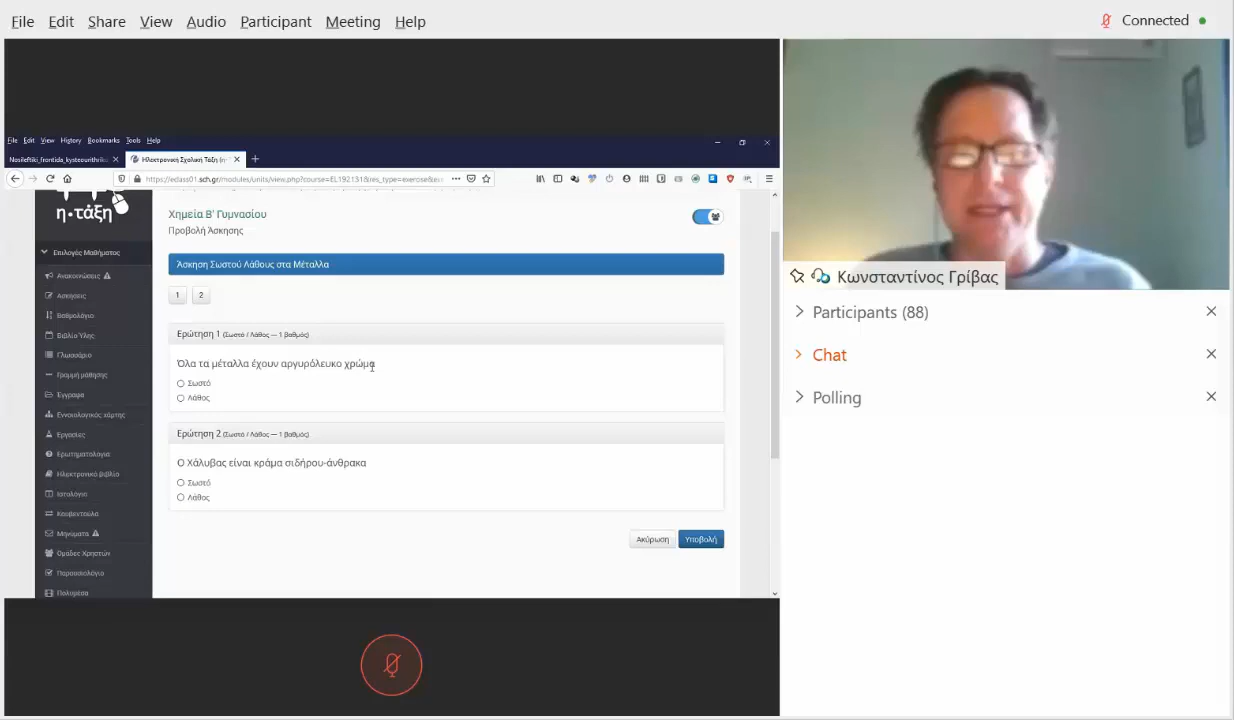 File Edit Share View Audio Participant Meeting Help
Connected
File Edit View History Bookmarks Tools Help
Nosileftiki_frontida_kysteourithrik
Ηλεκτρονική Σχολική Τάξη (η-
https://eclass01.sch.gr/modules/units/view.php?course=EL192131&res_type=exercise&
η·τάξη
Επιλογές Μαθήματος
Ανακοινώσεις
Ασκήσεις
Βαθμολόγιο
Βιβλίο Ύλης
Γλωσσάριο
Γραμμή μάθησης
Έγγραφα
Εννοιολογικός χάρτης
Εργασίες
Ερωτηματολόγια
Ηλεκτρονικό Βιβλίο
Ιστολόγιο
Κουβεντούλα
Μηνύματα
Ομάδες Χρηστών
Παρουσιολόγιο
Πολυμέσα
Χημεία Β' Γυμνασίου
Προβολή Άσκησης
Άσκηση Σωστού Λάθους στα Μέταλλα
1 2
Ερώτηση 1 (Σωστό / Λάθος — 1 βαθμός)
Όλα τα μέταλλα έχουν αργυρόλευκο χρώμα
Σωστό
Λάθος
Ερώτηση 2 (Σωστό / Λάθος — 1 βαθμός)
Ο Χάλυβας είναι κράμα σιδήρου-άνθρακα
Σωστό
Λάθος
Ακύρωση Υποβολή
Κωνσταντίνος Γρίβας
Participants (88)
Chat
Polling